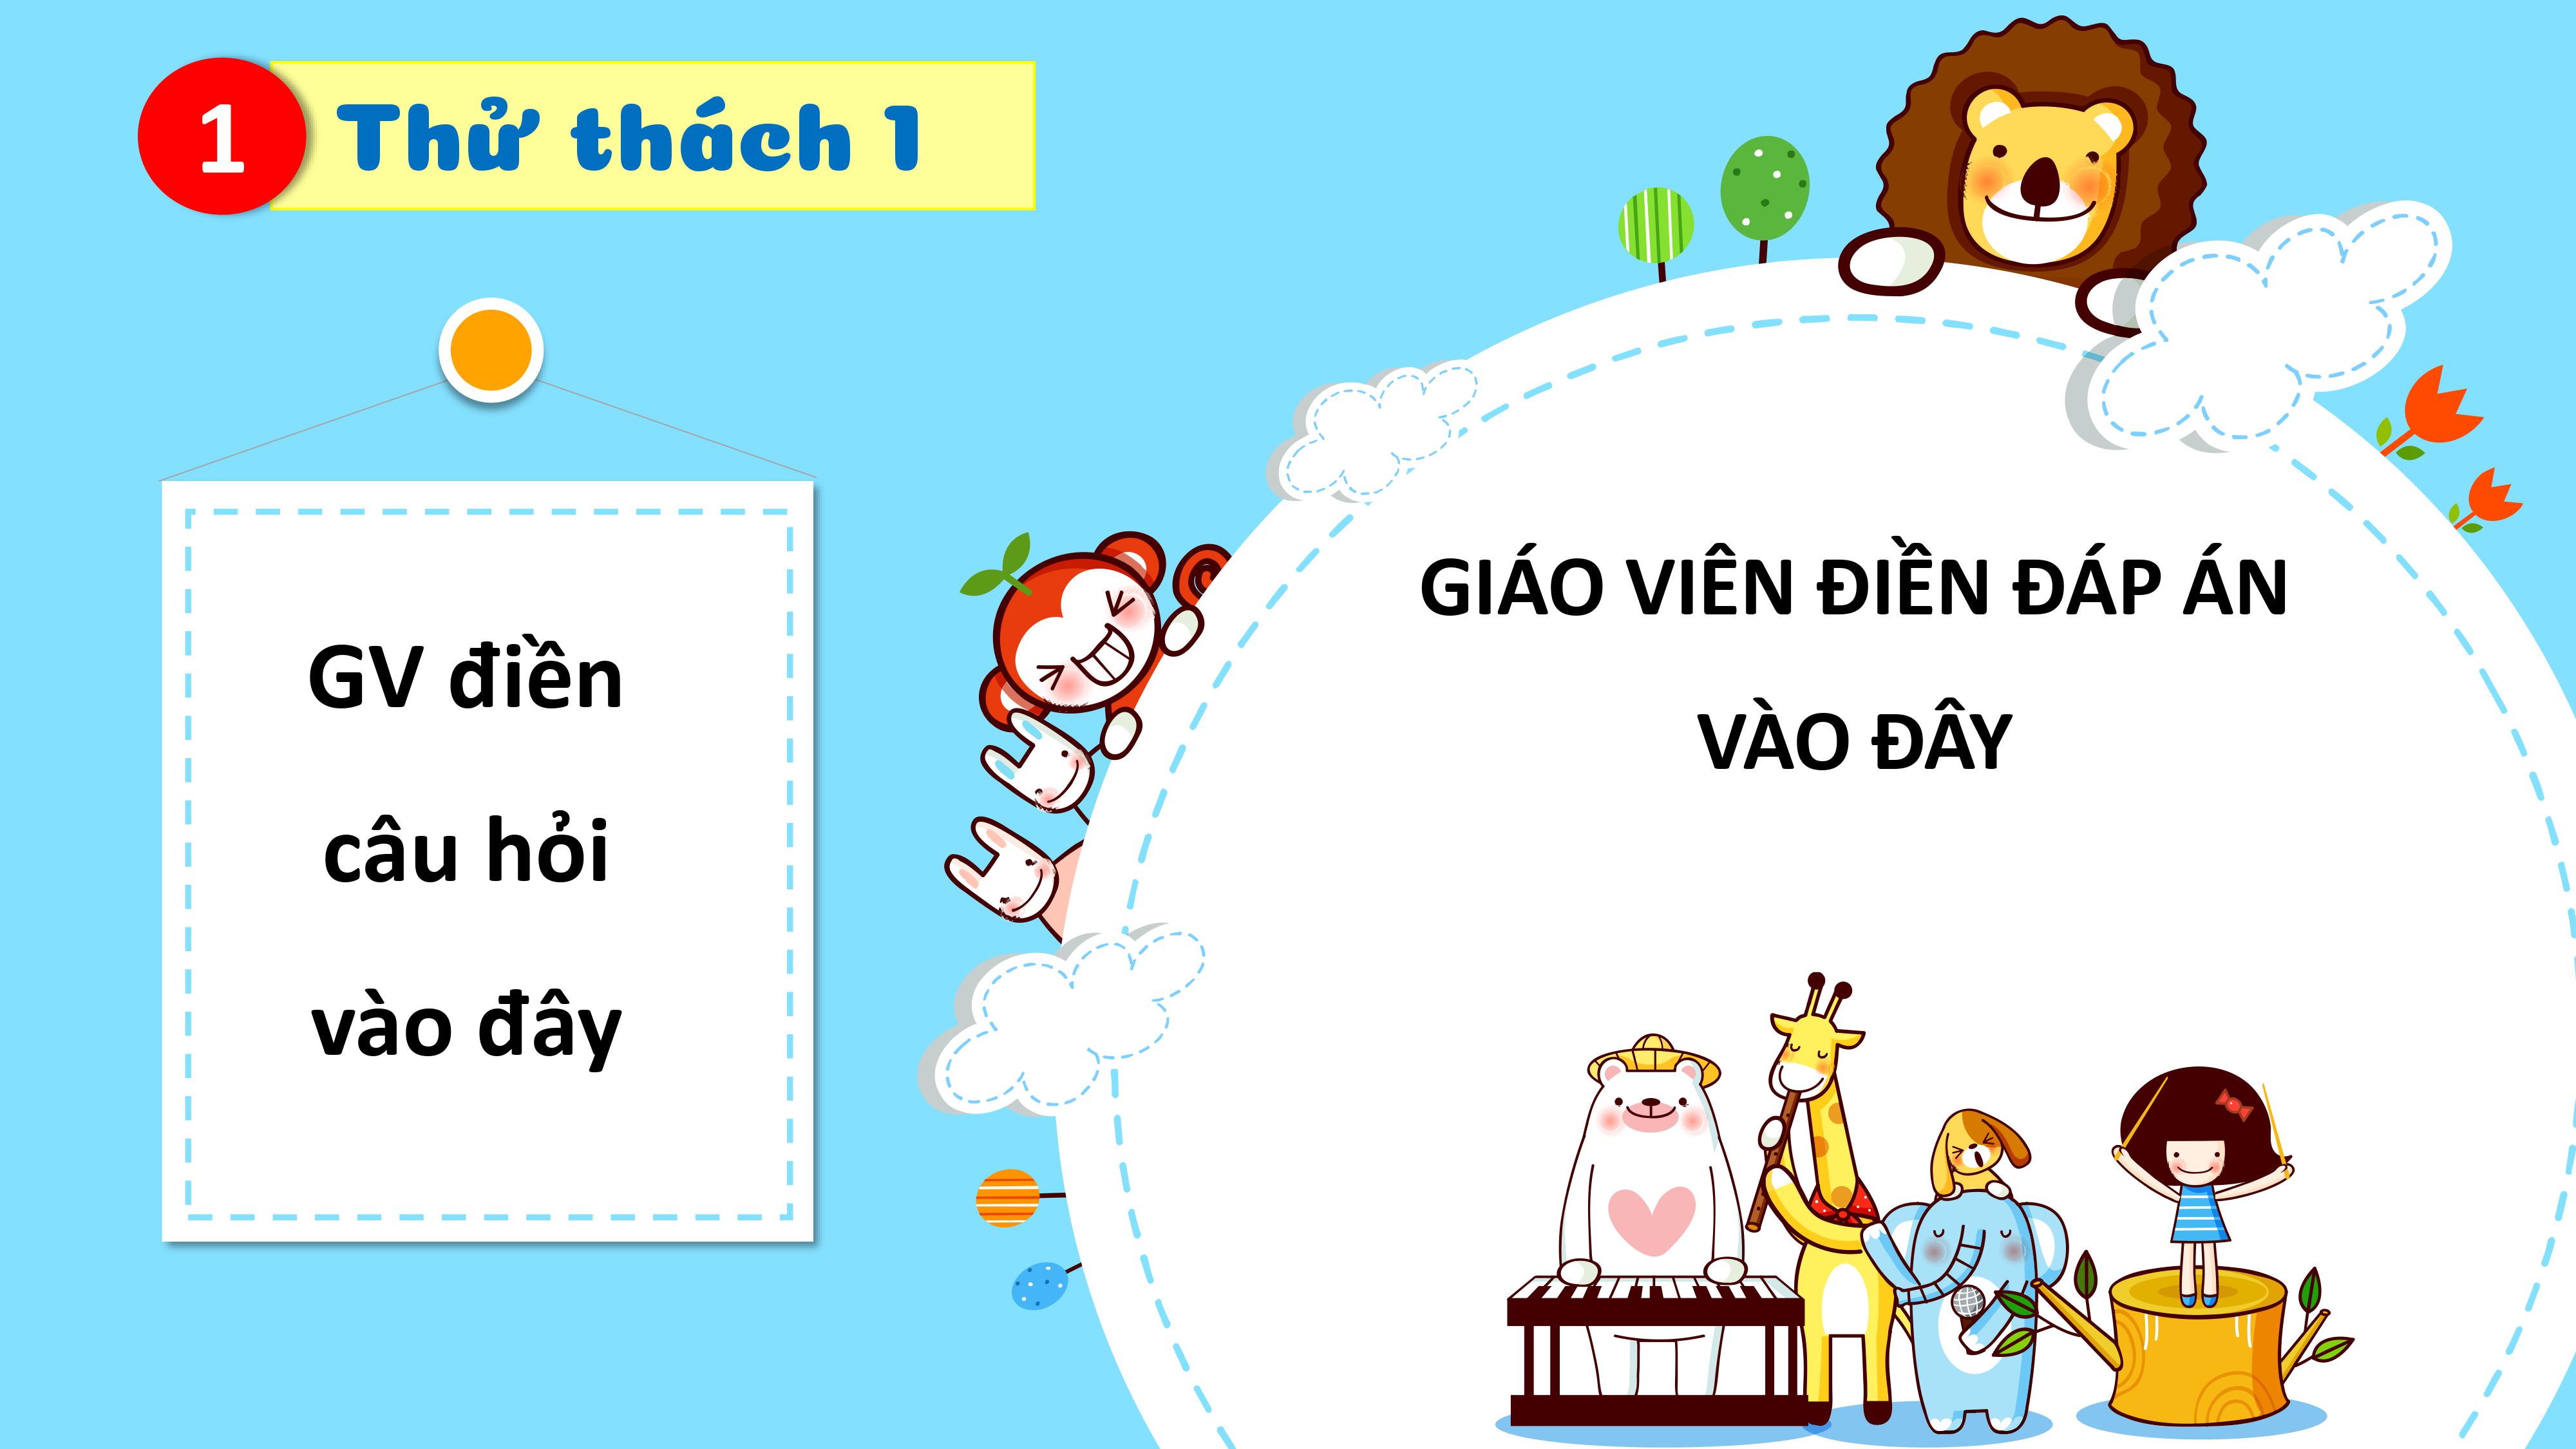 1
Thử thách 1
GV điền
câu hỏi
vào đây
GIÁO VIÊN ĐIỀN ĐÁP ÁN
VÀO ĐÂY